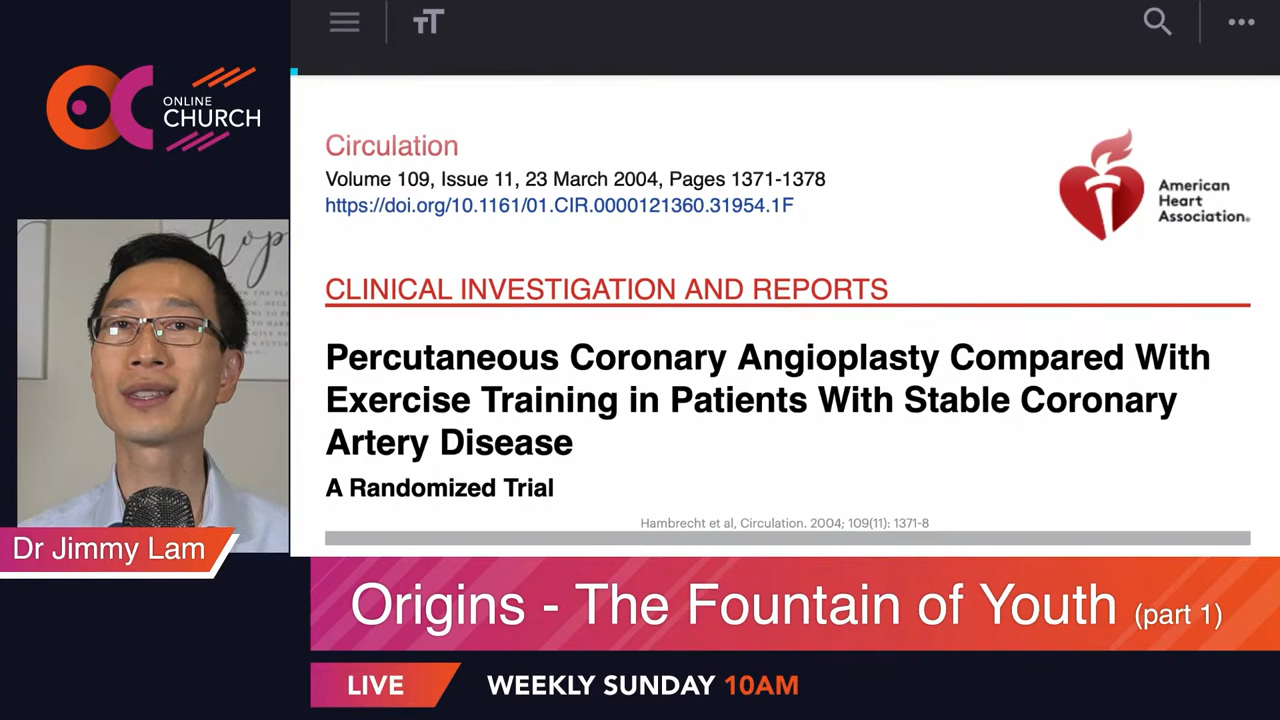 ONLINE
CHURCH
Circulation
Volume 109, Issue 11, 23 March 2004, Pages 1371-1378
https://doi.org/10.1161/01.CIR.0000121360.31954.1F
American
Heart
Association®
CLINICAL INVESTIGATION AND REPORTS
Percutaneous Coronary Angioplasty Compared With
Exercise Training in Patients With Stable Coronary
Artery Disease
A Randomized Trial
Hambrecht et al, Circulation. 2004; 109(11): 1371-8
hop
Dr Jimmy Lam
Origins - The Fountain of Youth (part 1)
LIVE WEEKLY SUNDAY 10AM